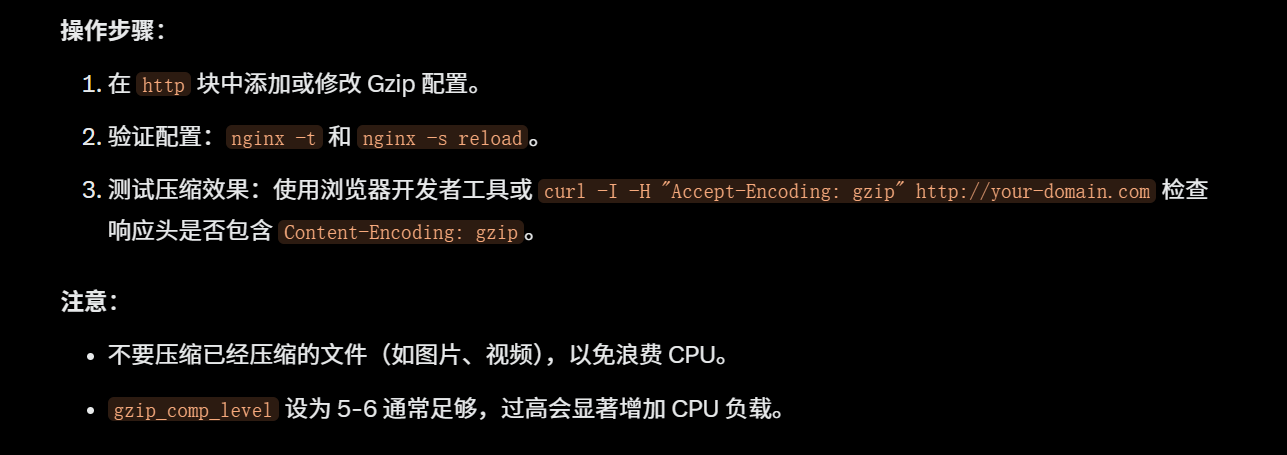 操作步骤：
1. 在 http 块中添加或修改 Gzip 配置。
2. 验证配置：nginx -t 和 nginx -s reload。
3. 测试压缩效果：使用浏览器开发者工具或 curl -I -H "Accept-Encoding: gzip" http://your-domain.com 检查
响应头是否包含 Content-Encoding: gzip。
注意：
• 不要压缩已经压缩的文件（如图片、视频），以免浪费 CPU。
• gzip_comp_level 设为 5-6 通常足够，过高会显著增加 CPU 负载。